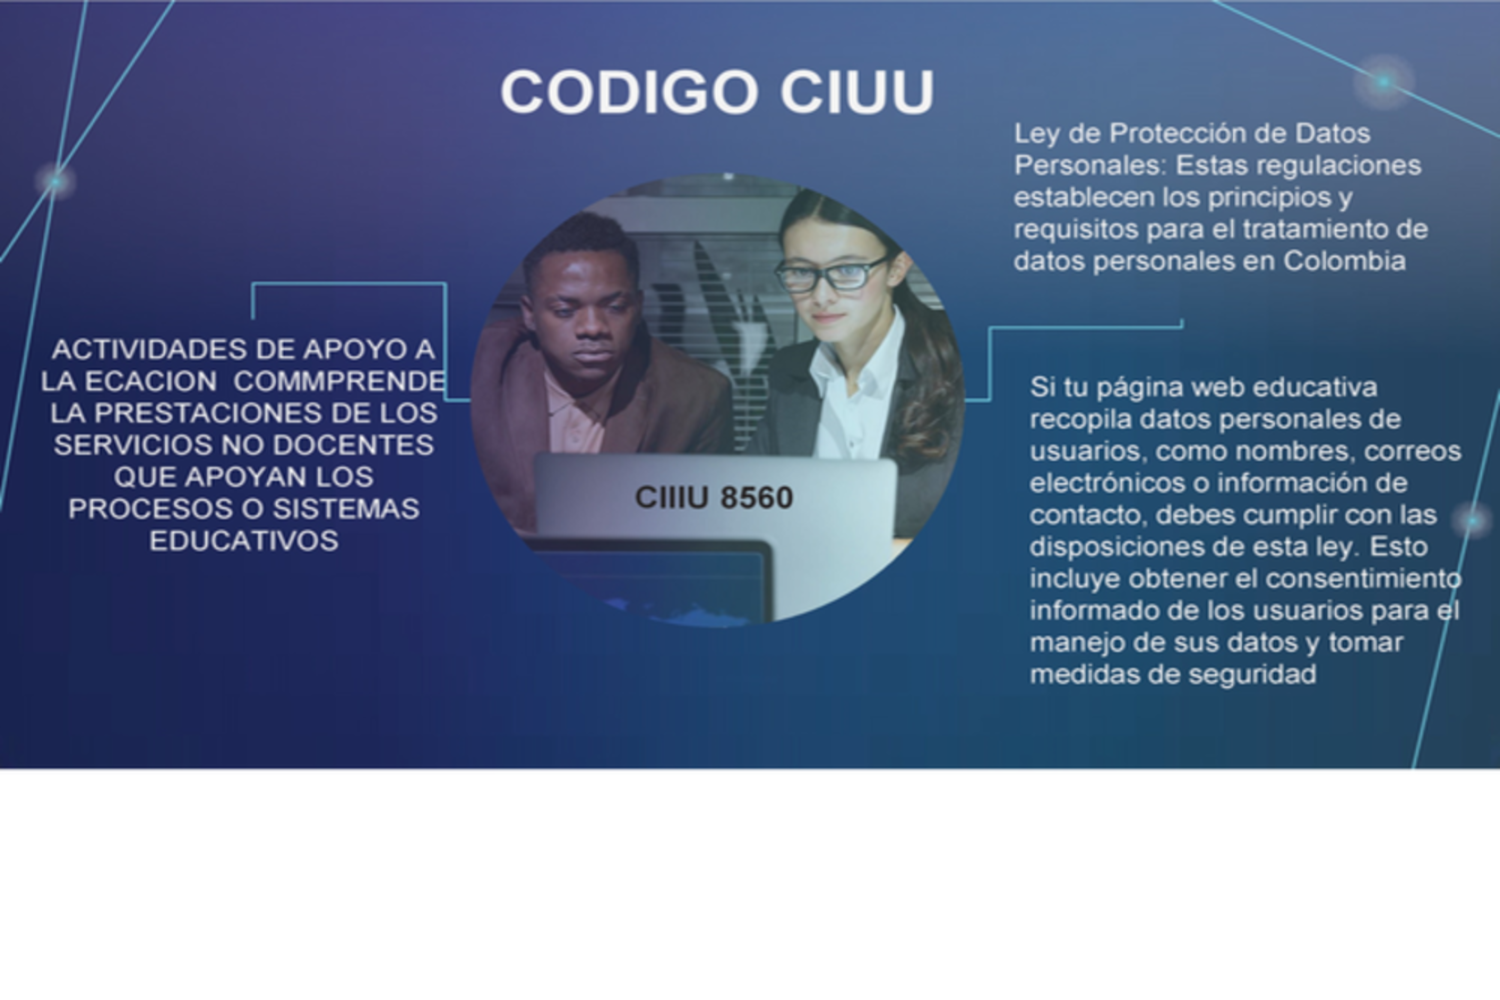 CODIGO CIUU
ACTIVIDADES DE APOYO A
LA ECACION COMMPRENDE
LA PRESTACIONES DE LOS
SERVICIOS NO DOCENTES
QUE APOYAN LOS
PROCESOS O SISTEMAS
EDUCATIVOS
CIIIU 8560
Ley de Protección de Datos
Personales: Estas regulaciones
establecen los principios y
requisitos para el tratamiento de
datos personales en Colombia
Si tu página web educativa
recopila datos personales de
usuarios, como nombres, correos
electrónicos o información de
contacto, debes cumplir con las
disposiciones de esta ley. Esto
incluye obtener el consentimiento
informado de los usuarios para el
manejo de sus datos y tomar
medidas de seguridad